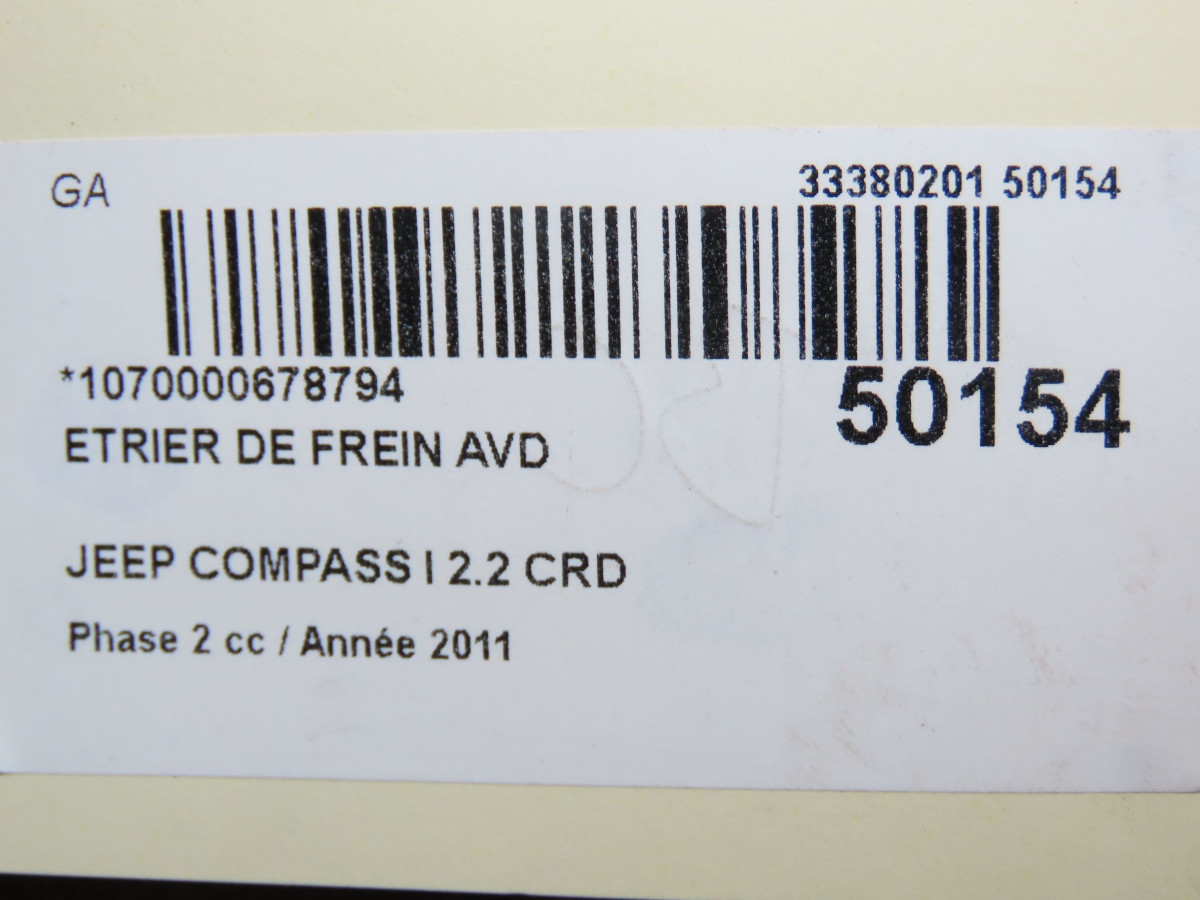 GA
33380201 50154
*1070000678794
50154
ETRIER DE FREIN AVD
JEEP COMPASS I 2.2 CRD
Phase 2 cc / Année 2011